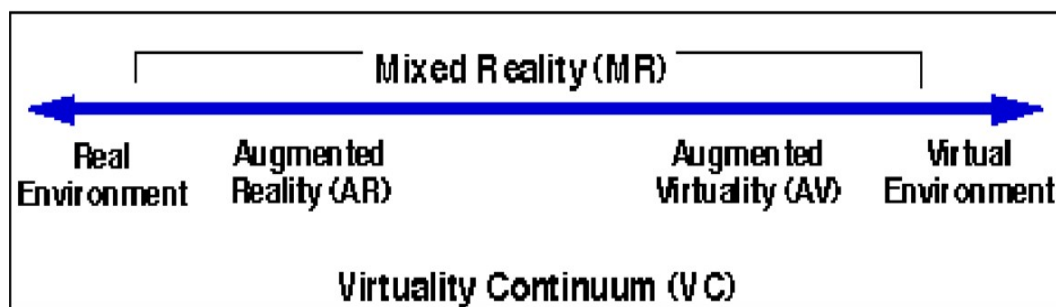 Mixed Reality (MR)
Real Environment
Augmented Reality (AR)
Augmented Virtuality (AV)
Virtual Environment
Virtuality Continuum (VC)